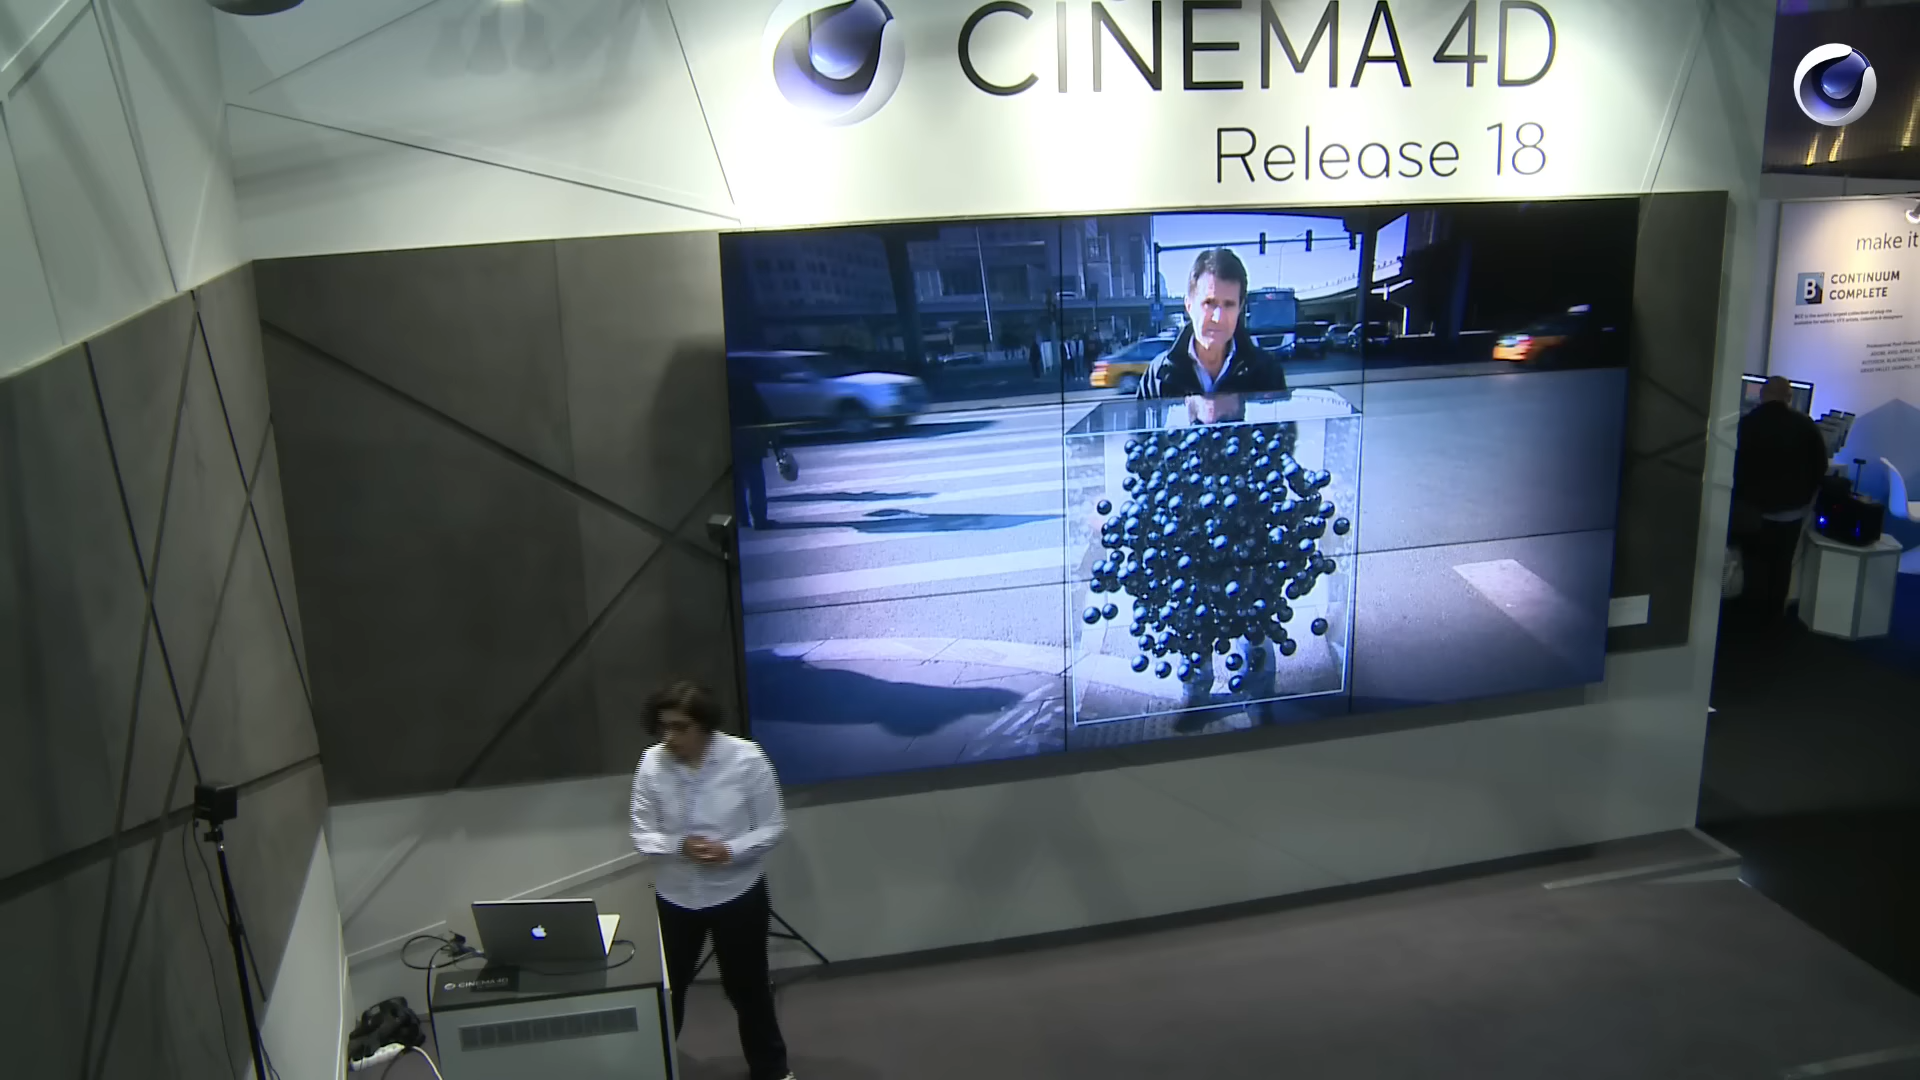 CINEMA 4D
Release 18
make it
B CONTINUUM
COMPLETE
CINEMA 4D